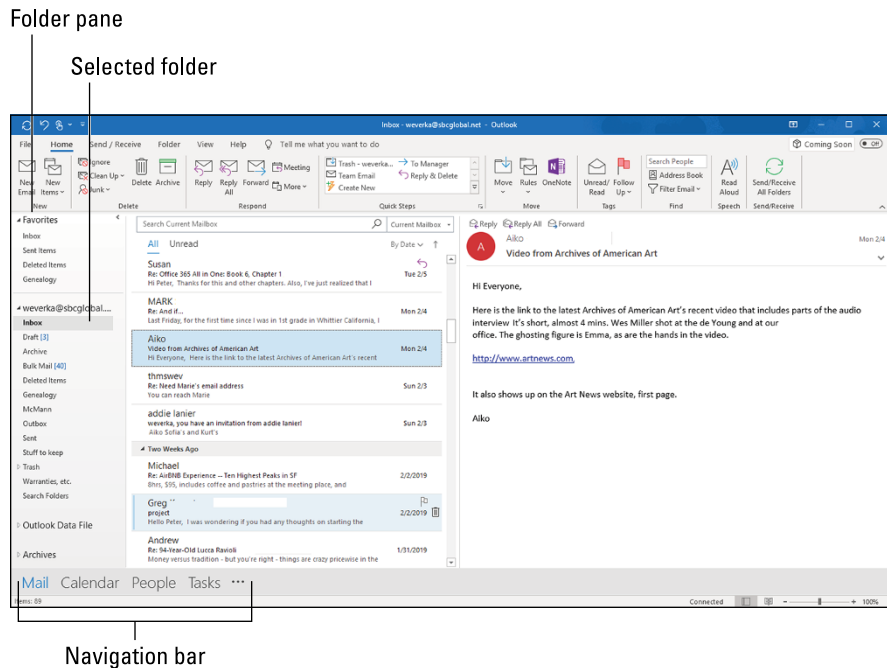 Folder pane
Selected folder
Inbox - weverka@sbcglobal.net - Outlook
File Home Send / Receive Folder View Help Tell me what you want to do Coming Soon Off
New Email
New Items
Ignore
Clean Up
Junk
Delete Archive
Reply Reply All Forward
Meeting
More
Trash - weverka...
Team Email
Create New
To Manager
Reply & Delete
Move Rules OneNote
Unread/ Read Follow Up
Search People
Address Book
Filter Email
Read Aloud
Send/Receive All Folders
New Delete Respond Quick Steps Move Tags Find Speech Send/Receive
Favorites
Inbox
Sent Items
Deleted Items
Genealogy
weverka@sbcglobal....
Inbox
Draft [3]
Archive
Bulk Mail [40]
Deleted Items
Genealogy
McMann
Outbox
Sent
Stuff to keep
Trash
Warranties, etc.
Search Folders
Outlook Data File
Archives
Search Current Mailbox Current Mailbox
All Unread By Date
Susan
Re: Office 365 All in One: Book 6, Chapter 1 Tue 2/5
Hi Peter, Thanks for this and other chapters. Also, I've just realized that I
MARK
Re: And if... Mon 2/4
Last Friday, for the first time since I was in 1st grade in Whittier California, I
Aiko
Video from Archives of American Art Mon 2/4
Hi Everyone, Here is the link to the latest Archives of American Art's recent
thmswev
Re: Need Marie's email address Sun 2/3
You can reach Marie
addie lanier
weverka, you have an invitation from addie lanier! Sun 2/3
Aiko Sofia's and Kurt's
Two Weeks Ago
Michael
Re: AirBNB Experience -- Ten Highest Peaks in SF 2/2/2019
8hrs, $95, includes coffee and pastries at the meeting place, and
Greg
project 2/2/2019
Hello Peter, I was wondering if you had any thoughts on starting the
Andrew
Re: 94-Year-Old Lucca Ravioli 1/31/2019
Money versus tradition - but you're right - things are crazy pricewise in the
Reply Reply All Forward
A
Aiko Mon 2/4
Video from Archives of American Art
Hi Everyone,
Here is the link to the latest Archives of American Art's recent video that includes parts of the audio
interview It's short, almost 4 mins. Wes Miller shot at the de Young and at our
office. The ghosting figure is Emma, as are the hands in the video.
http://www.artnews.com,
It also shows up on the Art News website, first page.
Aiko
Mail Calendar People Tasks ...
Items: 89 Connected 100%
Navigation bar